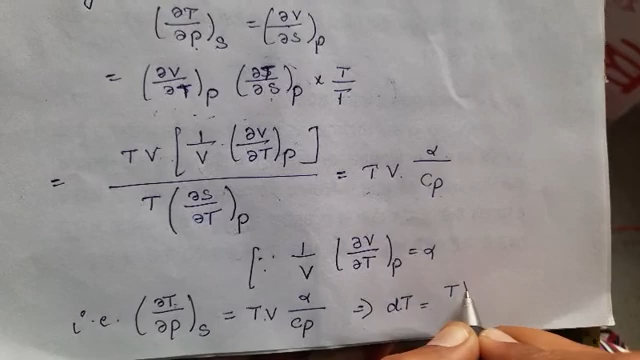 (∂T/∂P)_S = (∂V/∂S)_P
= (∂V/∂T)_P (∂T/∂S)_P × T/T
= TV. [1/V · (∂V/∂T)_P] / T(∂S/∂T)_P = TV. α/Cp
[∵ 1/V (∂V/∂T)_P = α
i.e. (∂T/∂P)_S = T.V α/Cp ⇒ dT = TV